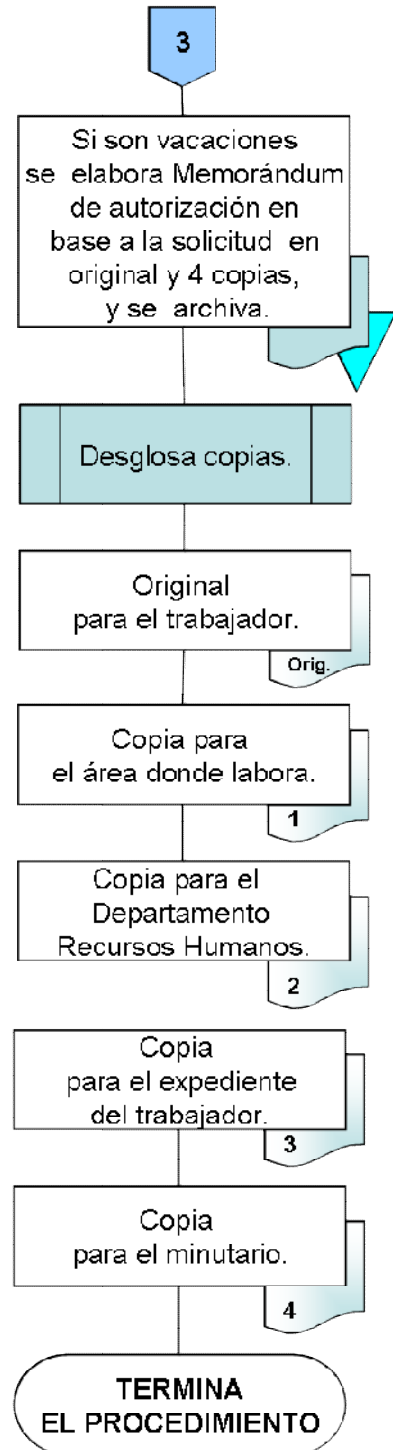 3
Si son vacaciones
se elabora Memorándum
de autorización en
base a la solicitud en
original y 4 copias,
y se archiva.
Desglosa copias.
Original
para el trabajador.
Orig.
Copia para
el área donde labora.
1
Copia para el
Departamento
Recursos Humanos.
2
Copia
para el expediente
del trabajador.
3
Copia
para el minutario.
4
TERMINA
EL PROCEDIMIENTO